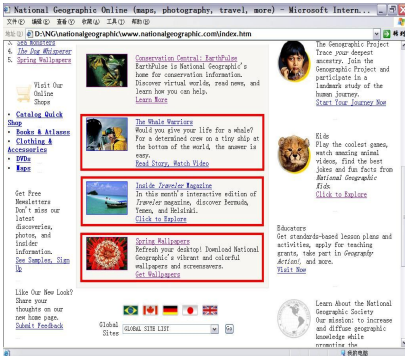 National Geographic Online (maps, photography, travel, more) - Microsoft Intern...
文件(F) 编辑(E) 查看(V) 收藏(A) 工具(T) 帮助(H)
D:\NG\nationalgeographic\www.nationalgeographic.com\index.htm
转到
3. Sea Monsters
4. The Dog Whisperer
5. Spring Wallpapers
Visit Our
Online
Shops
• Catalog Quick
Shop
• Books & Atlases
• Clothing &
Accessories
• DVDs
• Maps
Get Free
Newsletters
Don't miss our
latest
discoveries,
photos, and
insider
information.
See Samples, Sign
Up
Like Our New Look?
Share your
thoughts on our
new home page.
Submit Feedback
Conservation Central: EarthPulse
EarthPulse is National Geographic's
home for conservation information.
Discover virtual worlds, read news, and
learn how you can help.
Learn More
The Whale Warriors
Would you give your life for a whale?
For a determined crew on a tiny ship at
the bottom of the world, the answer is
easy.
Read Story, Watch Video
Inside Traveler Magazine
In this month's interactive edition of
Traveler magazine, discover Bermuda,
Yemen, and Helsinki.
Click to Explore
Spring Wallpapers
Refresh your desktop! Download National
Geographic's vibrant and colorful
wallpapers and screensavers.
Get Wallpapers
Global
Sites
GLOBAL SITE LIST
Go
The Genographic Project
Trace your deepest
ancestry. Join the
Genographic Project and
participate in a
landmark study of the
human journey.
Start Your Journey Now
Kids
Play the coolest games,
watch amazing animal
videos, find the best
jokes and fun facts from
National Geographic
Kids.
Click to Explore
Educators
Get standards-based lesson plans and
activities, apply for teaching
grants, take part in Geography
Action!, and more.
Visit Now
Learn About the National
Geographic Society
Our mission: to increase
and diffuse geographic
knowledge while
promoting the
我的电脑